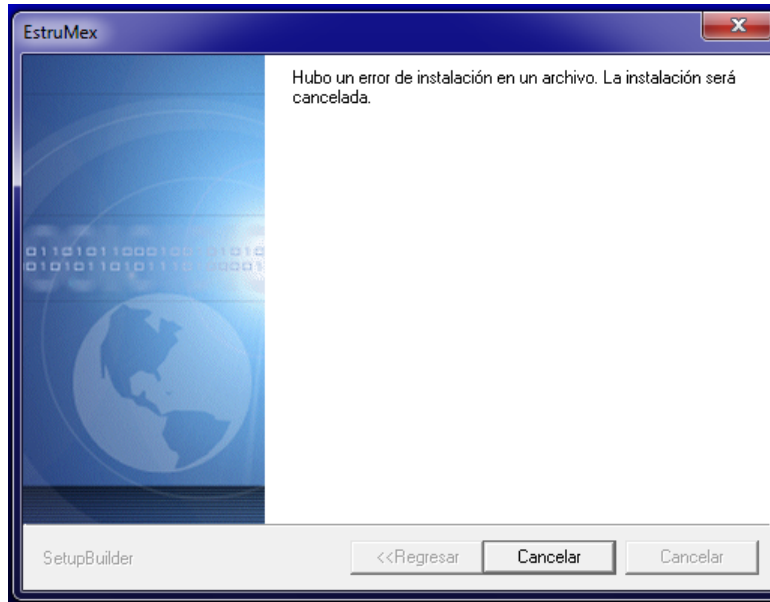 EstruMex
Hubo un error de instalación en un archivo. La instalación será
cancelada.
SetupBuilder
<<Regresar
Cancelar
Cancelar